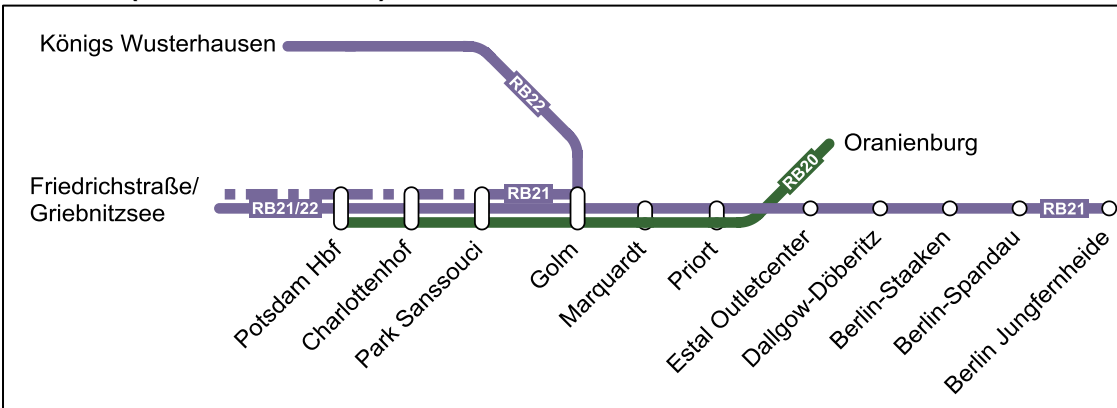 Königs Wusterhausen
RB22
Oranienburg
RB20
Friedrichstraße/
Griebnitzsee
RB21
RB21/22
RB21
Potsdam Hbf
Charlottenhof
Park Sanssouci
Golm
Marquardt
Priort
Estal Outletcenter
Dallgow-Döberitz
Berlin-Staaken
Berlin-Spandau
Berlin Jungfernheide